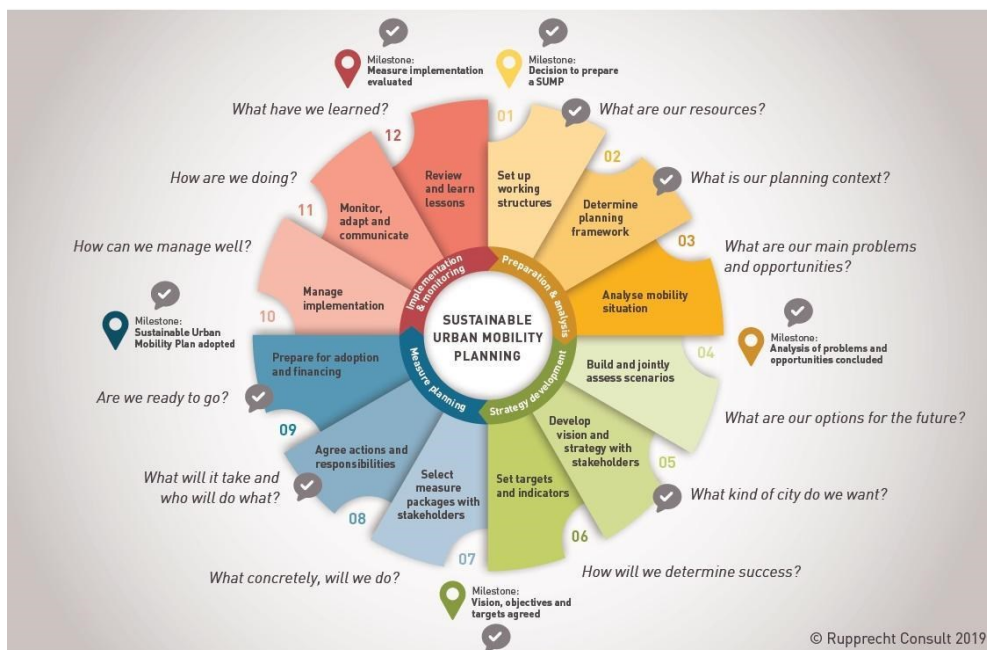 Milestone:
Measure implementation
evaluated
Milestone:
Decision to prepare
a SUMP
What have we learned?
What are our resources?
12
01
Review
and learn
lessons
Set up
working
structures
02
What is our planning context?
Determine
planning
framework
03
What are our main problems
and opportunities?
Analyse mobility
situation
Milestone:
Analysis of problems and
opportunities concluded
04
Build and jointly
assess scenarios
What are our options for the future?
05
Develop
vision and
strategy with
stakeholders
What kind of city do we want?
06
Set targets
and indicators
How will we determine success?
Milestone:
Vision, objectives and
targets agreed
07
Select
measure
packages with
stakeholders
What concretely, will we do?
08
Agree actions and
responsibilities
What will it take and
who will do what?
09
Prepare for adoption
and financing
Are we ready to go?
Milestone:
Sustainable Urban
Mobility Plan adopted
10
Manage
implementation
How can we manage well?
11
Monitor,
adapt and
communicate
How are we doing?
Implementation
& monitoring
Preparation & analysis
Strategy development
Measure planning
SUSTAINABLE
URBAN MOBILITY
PLANNING
© Rupprecht Consult 2019